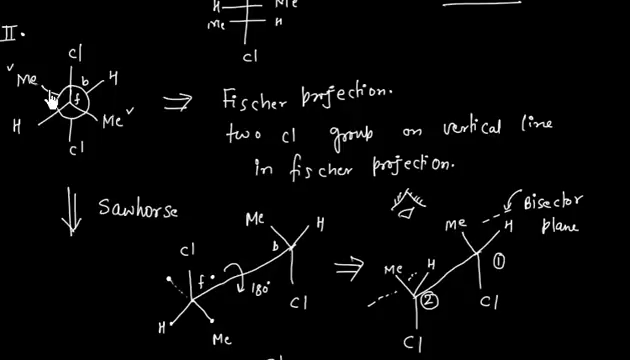 H Me
Me H
Cl
II.
Cl
Me b H
f
H Me
Cl
⇒ Fischer projection.
two Cl group on vertical line
in fischer projection.
Sawhorse
Bisector
plane
Me H
b
Cl
f
180°
Cl
H Me
⇒
Me H
①
Cl
Me H
②
Cl